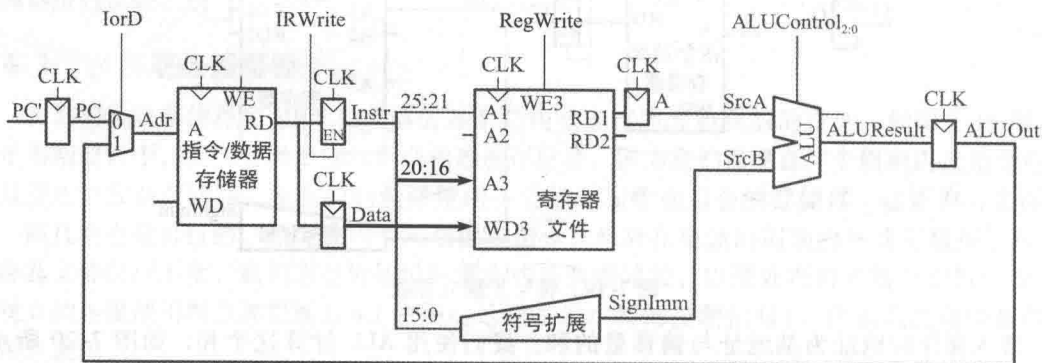 IorD IRWrite RegWrite ALUControl2:0
CLK CLK CLK CLK CLK CLK
PC' PC 0 1 Adr
A WE RD
指令/数据
存储器
WD
EN Instr
CLK
Data
25:21
20:16
15:0
WE3
A2
A3
WD3
RD1
RD2
寄存器
文件
A SrcA
SrcB
ALU ALUResult ALUOut
SignImm
符号扩展